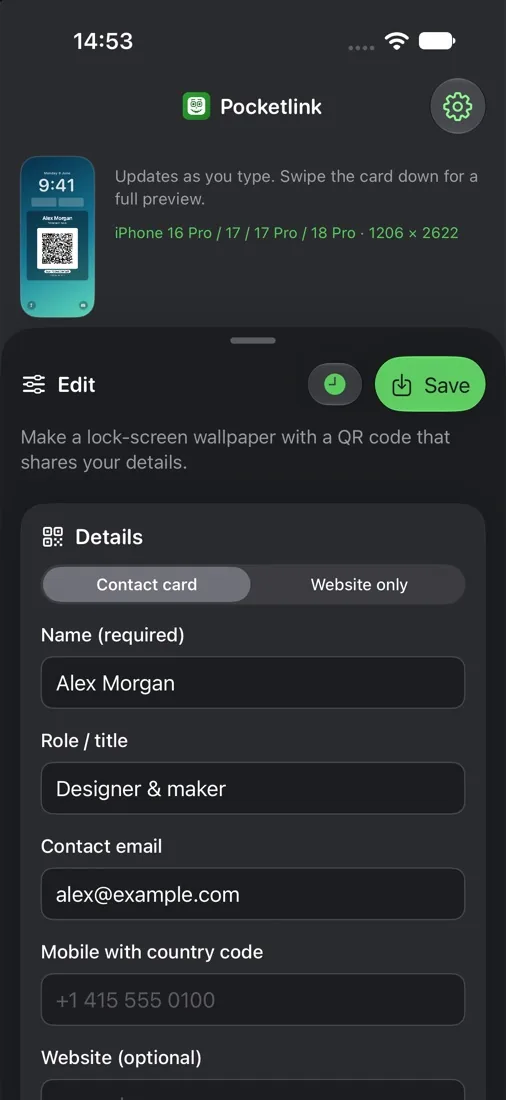 14:53
Pocketlink
9:41
Alex Morgan
Updates as you type. Swipe the card down for a
full preview.
iPhone 16 Pro / 17 / 17 Pro / 18 Pro · 1206 × 2622
Edit
Save
Make a lock-screen wallpaper with a QR code that
shares your details.
Details
Contact card
Website only
Name (required)
Alex Morgan
Role / title
Designer & maker
Contact email
alex@example.com
Mobile with country code
+1 415 555 0100
Website (optional)